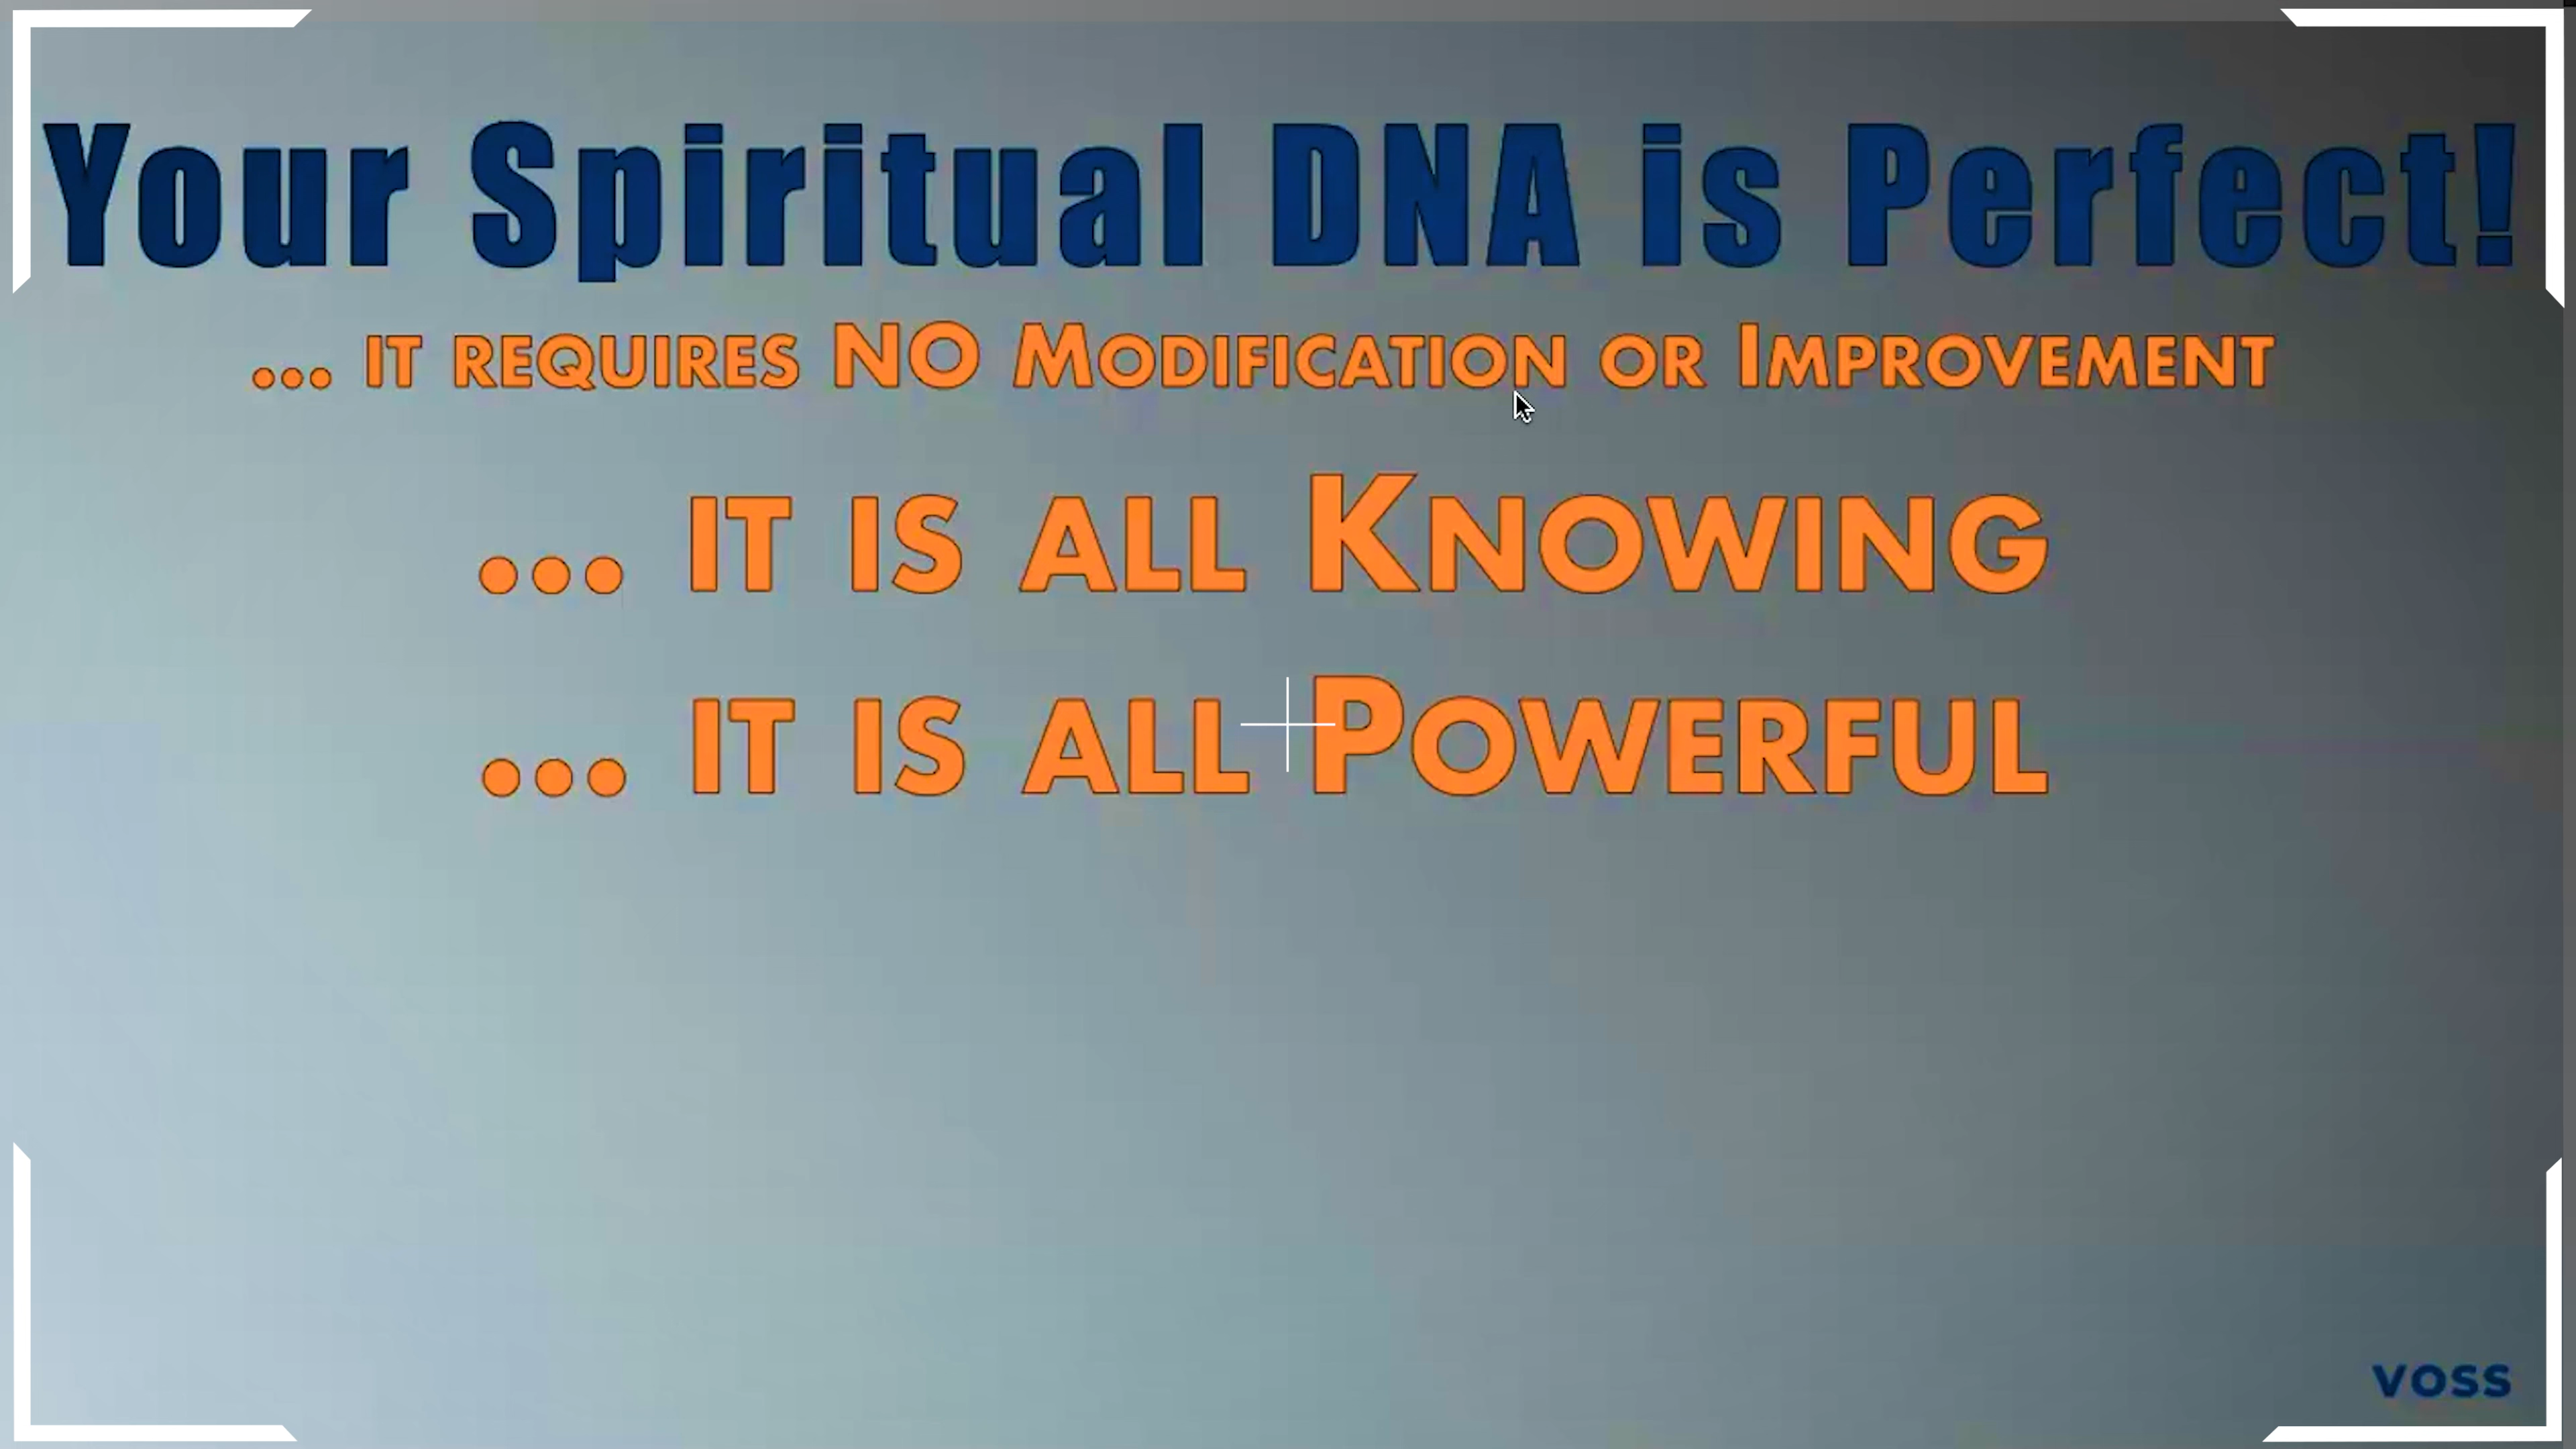 Your Spiritual DNA is Perfect!
... IT REQUIRES NO MODIFICATION OR IMPROVEMENT
... IT IS ALL KNOWING
... IT IS ALL POWERFUL
VOSS